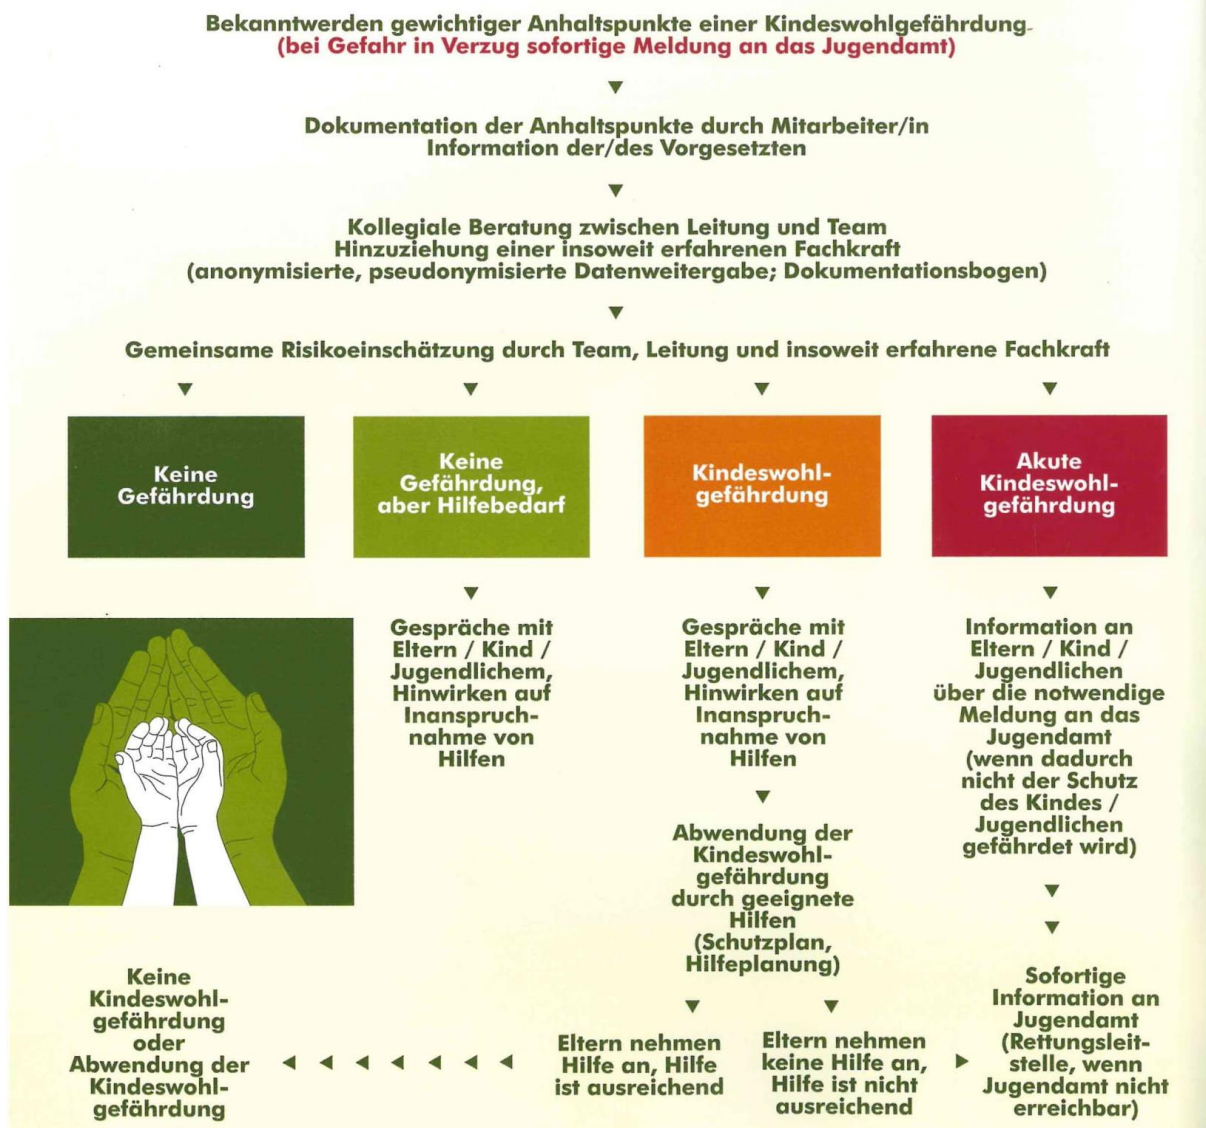 Bekanntwerden gewichtiger Anhaltspunkte einer Kindeswohlgefährdung
(bei Gefahr in Verzug sofortige Meldung an das Jugendamt)
Dokumentation der Anhaltspunkte durch Mitarbeiter/in
Information der/des Vorgesetzten
Kollegiale Beratung zwischen Leitung und Team
Hinzuziehung einer insoweit erfahrenen Fachkraft
(anonymisierte, pseudonymisierte Datenweitergabe; Dokumentationsbogen)
Gemeinsame Risikoeinschätzung durch Team, Leitung und insoweit erfahrene Fachkraft
Keine
Gefährdung
Keine
Gefährdung,
aber Hilfebedarf
Kindeswohl-
gefährdung
Akute
Kindeswohl-
gefährdung
Gespräche mit
Eltern / Kind /
Jugendlichem,
Hinwirken auf
Inanspruch-
nahme von
Hilfen
Gespräche mit
Eltern / Kind /
Jugendlichem,
Hinwirken auf
Inanspruch-
nahme von
Hilfen
Abwendung der
Kindeswohl-
gefährdung
durch geeignete
Hilfen
(Schutzplan,
Hilfeplanung)
Information an
Eltern / Kind /
Jugendlichen
über die notwendige
Meldung an das
Jugendamt
(wenn dadurch
nicht der Schutz
des Kindes /
Jugendlichen
gefährdet wird)
Keine
Kindeswohl-
gefährdung
oder
Abwendung der
Kindeswohl-
gefährdung
Eltern nehmen
Hilfe an, Hilfe
ist ausreichend
Eltern nehmen
keine Hilfe an,
Hilfe ist nicht
ausreichend
Sofortige
Information an
Jugendamt
(Rettungsleit-
stelle, wenn
Jugendamt nicht
erreichbar)